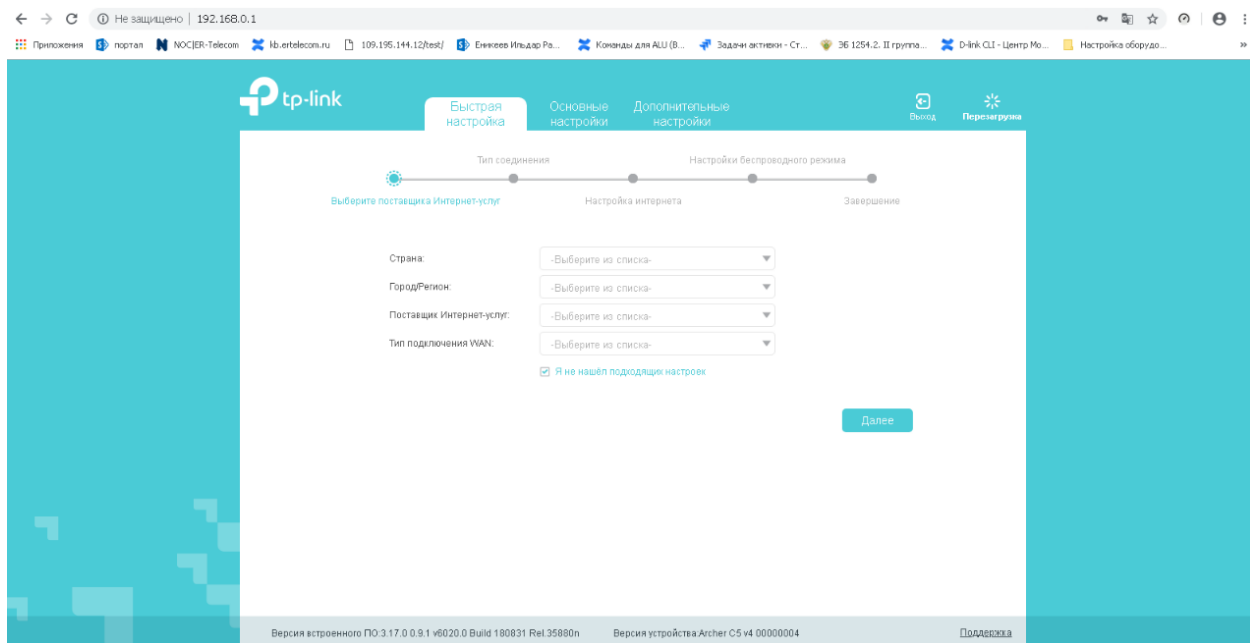 Не защищено | 192.168.0.1
Приложения портал NOC|ER-Telecom kb.ertelecom.ru 109.195.144.12/test/ Еникеев Ильдар Ра... Команды для ALU (В... Задачи активки - Ст... ЭБ 1254.2. II группа... D-link CLI - Центр Мо... Настройка оборудо... »
tp-link
Быстрая настройка
Основные настройки
Дополнительные настройки
Выход
Перезагрузка
Тип соединения
Настройки беспроводного режима
Выберите поставщика Интернет-услуг
Настройка интернета
Завершение
Страна: -Выберите из списка-
Город/Регион: -Выберите из списка-
Поставщик Интернет-услуг: -Выберите из списка-
Тип подключения WAN: -Выберите из списка-
Я не нашёл подходящих настроек
Далее
Версия встроенного ПО:3.17.0 0.9.1 v6020.0 Build 180831 Rel.35880n Версия устройства:Archer C5 v4 00000004 Поддержка